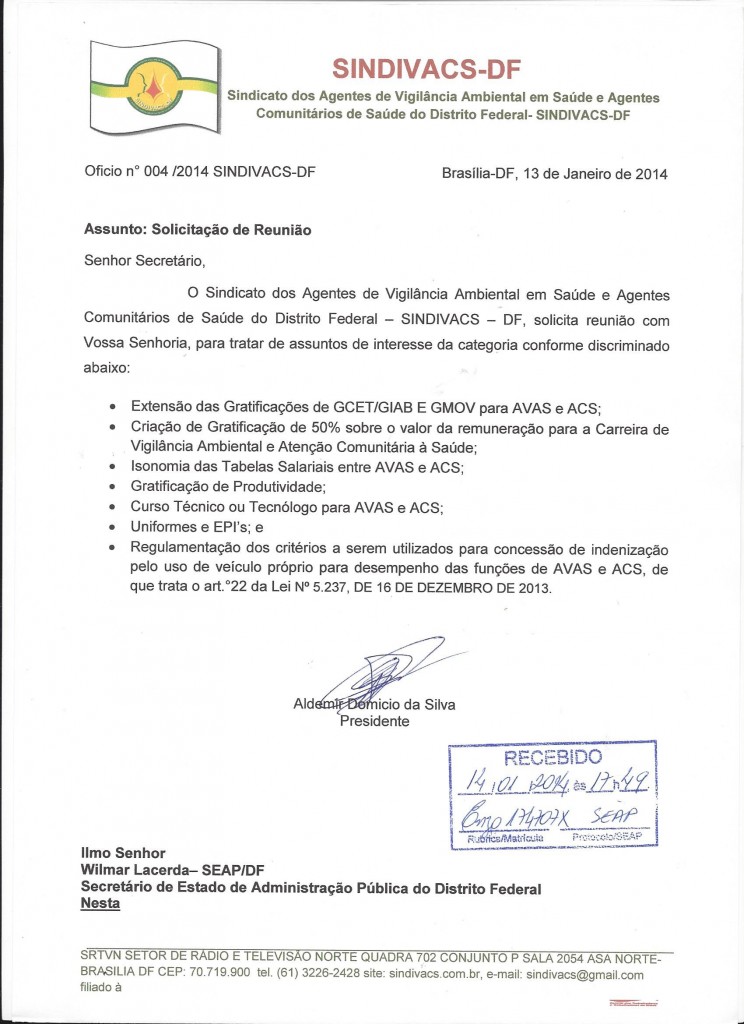 SINDIVACS-DF
Sindicato dos Agentes de Vigilância Ambiental em Saúde e Agentes
Comunitários de Saúde do Distrito Federal- SINDIVACS-DF
Oficio n° 004 /2014 SINDIVACS-DF
Brasília-DF, 13 de Janeiro de 2014
Assunto: Solicitação de Reunião
Senhor Secretário,
O Sindicato dos Agentes de Vigilância Ambiental em Saúde e Agentes
Comunitários de Saúde do Distrito Federal – SINDIVACS – DF, solicita reunião com
Vossa Senhoria, para tratar de assuntos de interesse da categoria conforme discriminado
abaixo:
• Extensão das Gratificações de GCET/GIAB E GMOV para AVAS e ACS;
• Criação de Gratificação de 50% sobre o valor da remuneração para a Carreira de
Vigilância Ambiental e Atenção Comunitária à Saúde;
• Isonomia das Tabelas Salariais entre AVAS e ACS;
• Gratificação de Produtividade;
• Curso Técnico ou Tecnólogo para AVAS e ACS;
• Uniformes e EPI's; e
• Regulamentação dos critérios a serem utilizados para concessão de indenização
pelo uso de veículo próprio para desempenho das funções de AVAS e ACS, de
que trata o art.°22 da Lei Nº 5.237, DE 16 DE DEZEMBRO DE 2013.
Aldemir Domicio da Silva
Presidente
RECEBIDO
14/01/2014 às 17h49
174707X SEAP
Rubrica/Matrícula Protocolo/SEAP
Ilmo Senhor
Wilmar Lacerda– SEAP/DF
Secretário de Estado de Administração Pública do Distrito Federal
Nesta
SRTVN SETOR DE RÁDIO E TELEVISÃO NORTE QUADRA 702 CONJUNTO P SALA 2054 ASA NORTE-
BRASILIA DF CEP: 70.719.900 tel. (61) 3226-2428 site: sindivacs.com.br, e-mail: sindivacs@gmail.com
filiado à